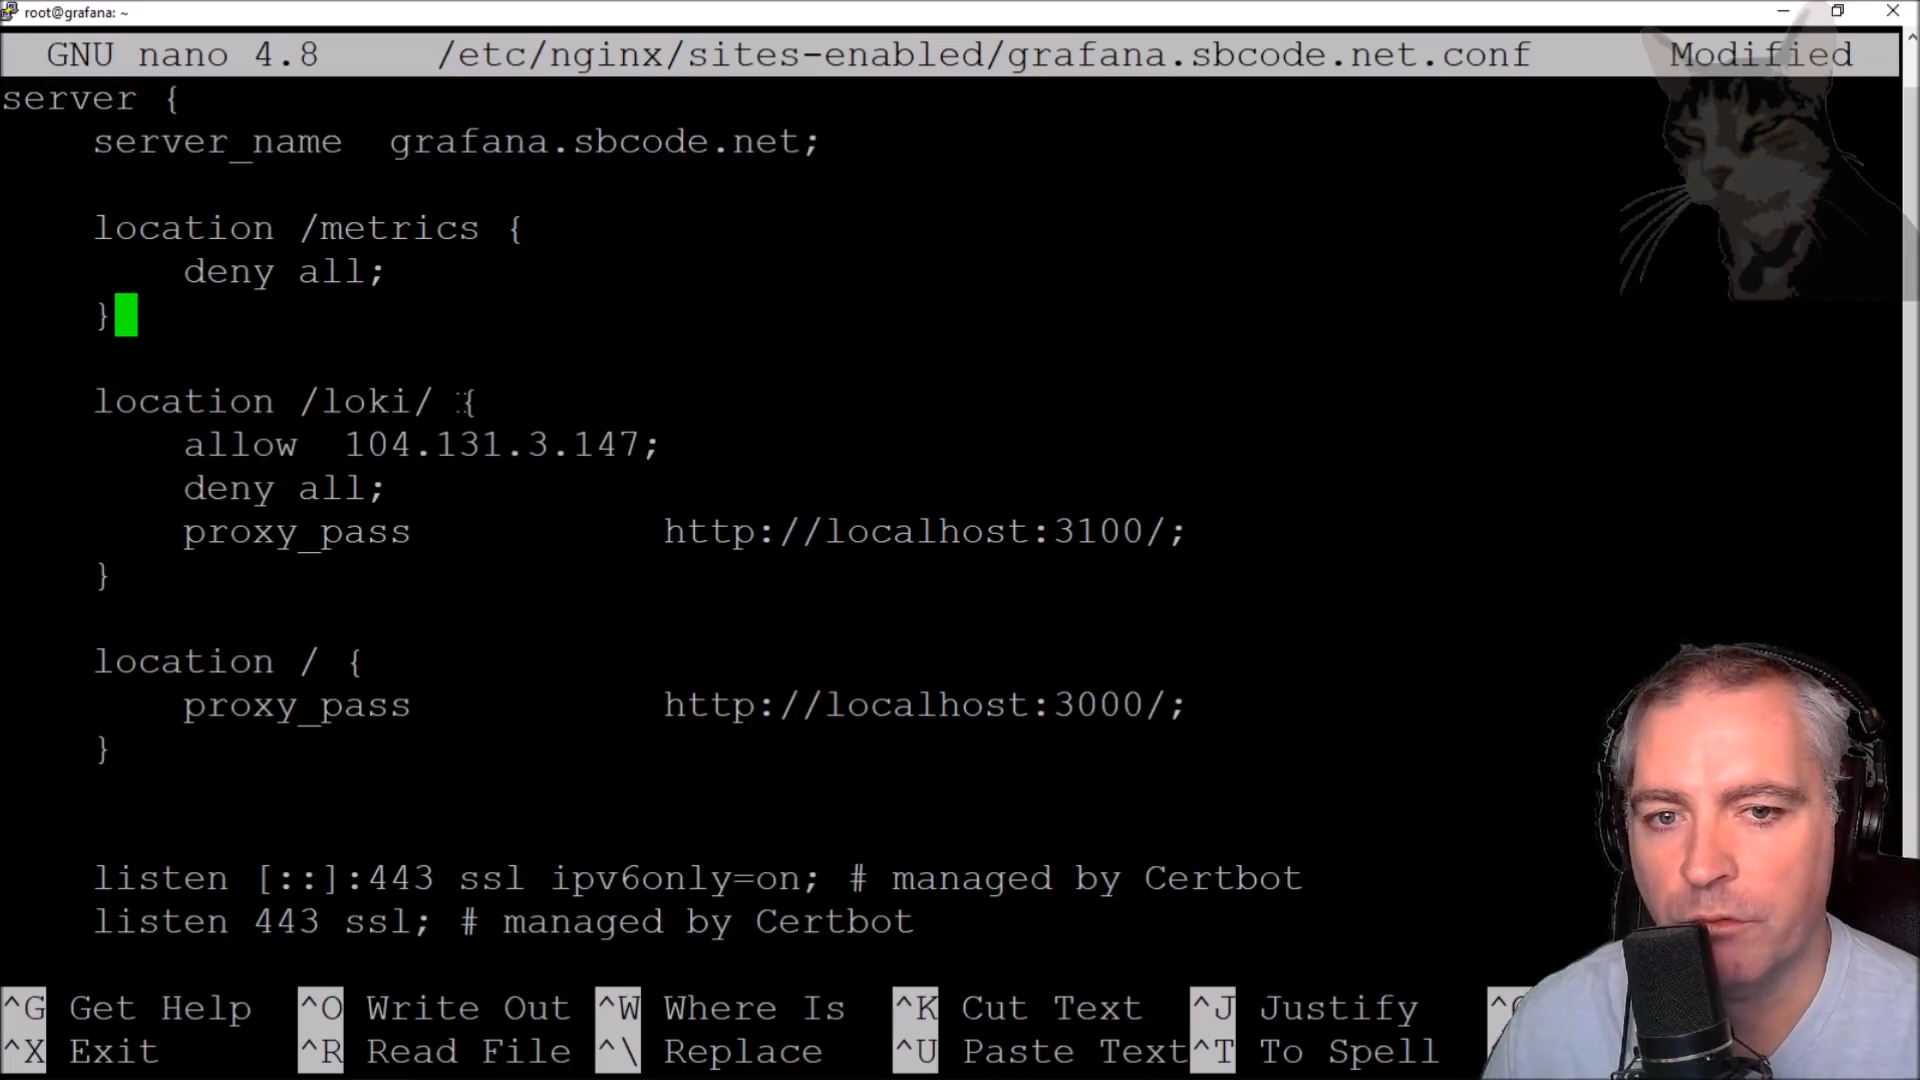 root@grafana: ~
GNU nano 4.8 /etc/nginx/sites-enabled/grafana.sbcode.net.conf Modified
server {
server_name grafana.sbcode.net;
location /metrics {
deny all;
}
location /loki/ {
allow 104.131.3.147;
deny all;
proxy_pass http://localhost:3100/;
}
location / {
proxy_pass http://localhost:3000/;
}
listen [::]:443 ssl ipv6only=on; # managed by Certbot
listen 443 ssl; # managed by Certbot
^G Get Help ^O Write Out ^W Where Is ^K Cut Text ^J Justify
^X Exit ^R Read File ^\ Replace ^U Paste Text ^T To Spell